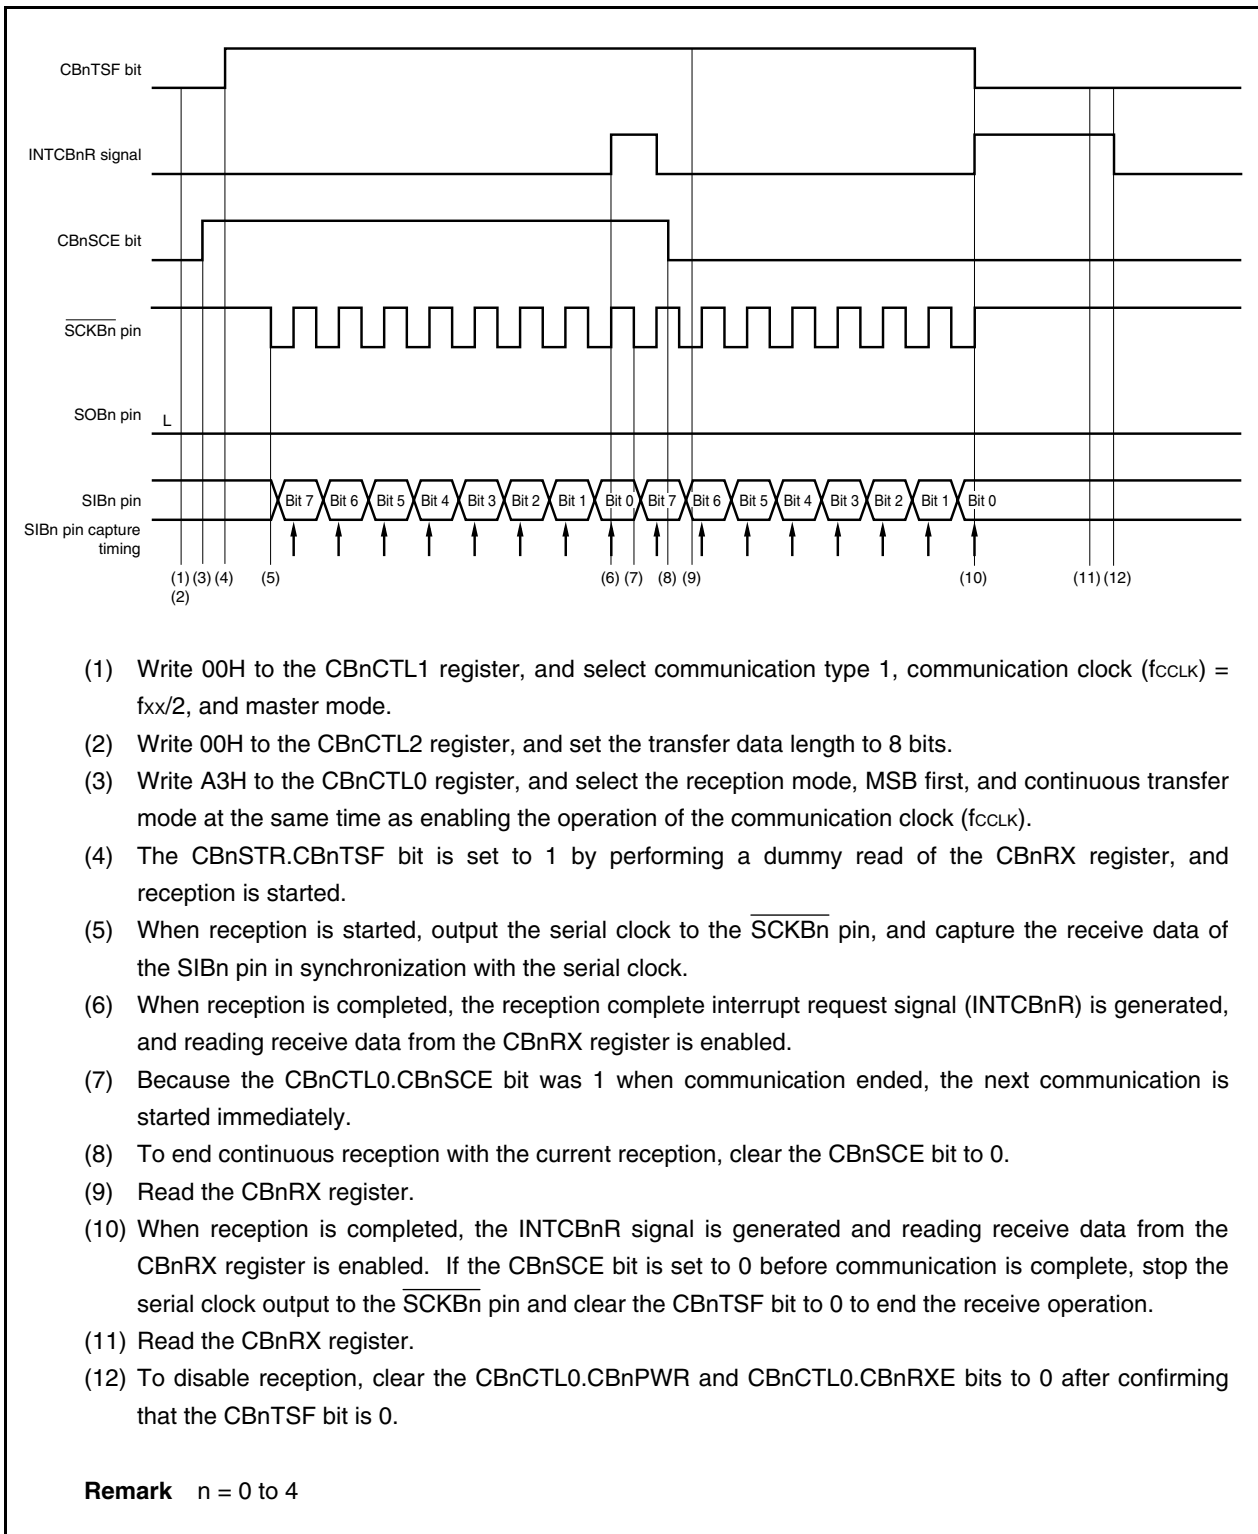 CBnTSF bit
INTCBnR signal
CBnSCE bit
SCKBn pin
SOBn pin L
SIBn pin Bit 7 Bit 6 Bit 5 Bit 4 Bit 3 Bit 2 Bit 1 Bit 0 Bit 7 Bit 6 Bit 5 Bit 4 Bit 3 Bit 2 Bit 1 Bit 0
SIBn pin capture
timing
(1) (3) (4) (5) (6) (7) (8) (9) (10) (11) (12)
(2)
(1) Write 00H to the CBnCTL1 register, and select communication type 1, communication clock (fCCLK) =
fxx/2, and master mode.
(2) Write 00H to the CBnCTL2 register, and set the transfer data length to 8 bits.
(3) Write A3H to the CBnCTL0 register, and select the reception mode, MSB first, and continuous transfer
mode at the same time as enabling the operation of the communication clock (fCCLK).
(4) The CBnSTR.CBnTSF bit is set to 1 by performing a dummy read of the CBnRX register, and
reception is started.
(5) When reception is started, output the serial clock to the SCKBn pin, and capture the receive data of
the SIBn pin in synchronization with the serial clock.
(6) When reception is completed, the reception complete interrupt request signal (INTCBnR) is generated,
and reading receive data from the CBnRX register is enabled.
(7) Because the CBnCTL0.CBnSCE bit was 1 when communication ended, the next communication is
started immediately.
(8) To end continuous reception with the current reception, clear the CBnSCE bit to 0.
(9) Read the CBnRX register.
(10) When reception is completed, the INTCBnR signal is generated and reading receive data from the
CBnRX register is enabled. If the CBnSCE bit is set to 0 before communication is complete, stop the
serial clock output to the SCKBn pin and clear the CBnTSF bit to 0 to end the receive operation.
(11) Read the CBnRX register.
(12) To disable reception, clear the CBnCTL0.CBnPWR and CBnCTL0.CBnRXE bits to 0 after confirming
that the CBnTSF bit is 0.
Remark n = 0 to 4